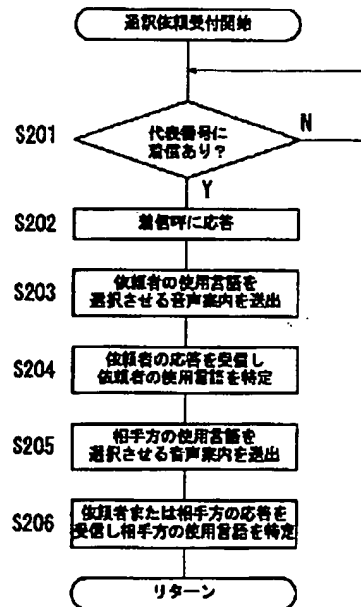 通訳依頼受付開始
S201
代表番号に
着信あり?
N
Y
S202
着信呼に応答
S203
依頼者の使用言語を
選択させる音声案内を送出
S204
依頼者の応答を受信し
依頼者の使用言語を特定
S205
相手方の使用言語を
選択させる音声案内を送出
S206
依頼者または相手方の応答を
受信し相手方の使用言語を特定
リターン